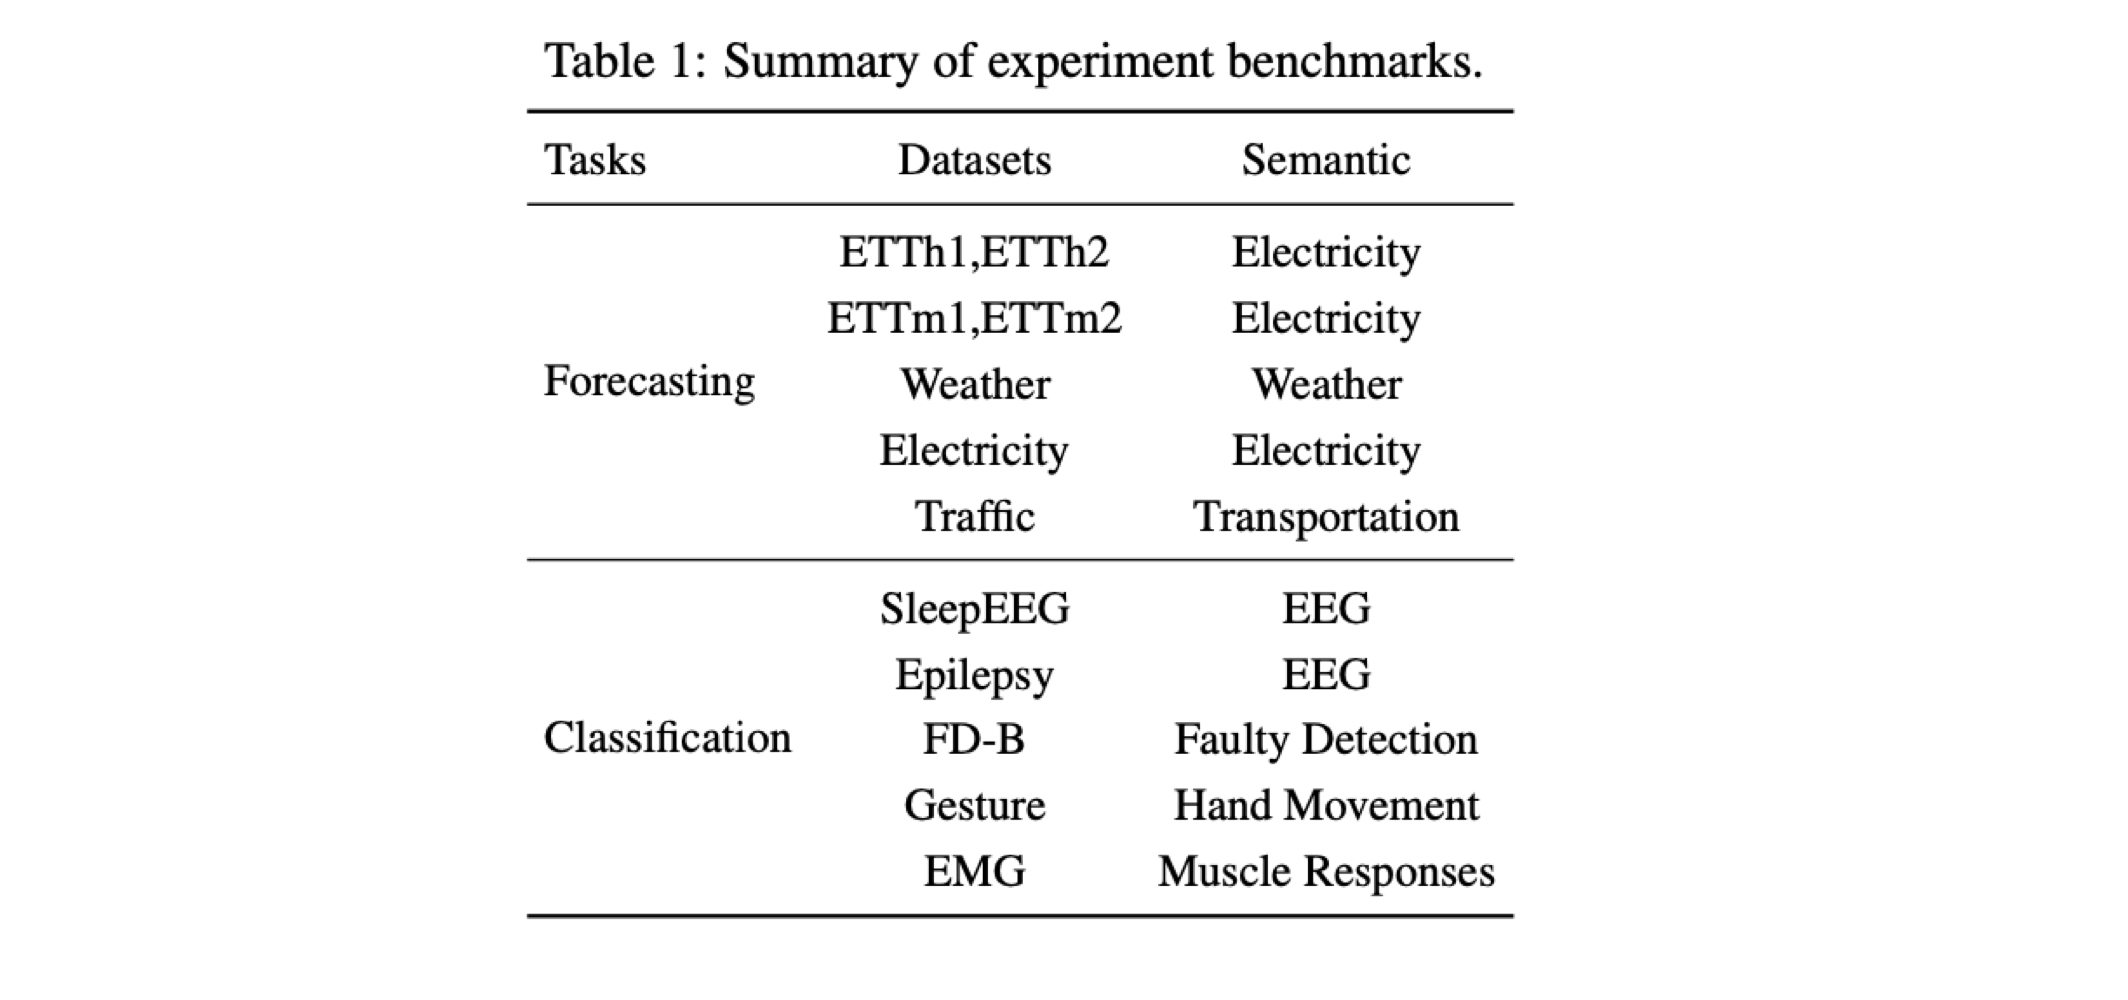 Table 1: Summary of experiment benchmarks.
Tasks Datasets Semantic
ETTh1,ETTh2 Electricity
ETTm1,ETTm2 Electricity
Forecasting Weather Weather
Electricity Electricity
Traffic Transportation
SleepEEG EEG
Epilepsy EEG
Classification FD-B Faulty Detection
Gesture Hand Movement
EMG Muscle Responses